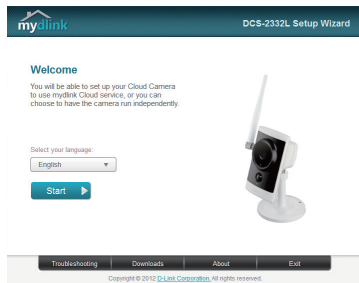 mydlink
DCS-2332L Setup Wizard
Welcome
You will be able to set up your Cloud Camera
to use mydlink Cloud service, or you can
choose to have the camera run independently.
Select your language:
English
Start
Troubleshooting Downloads About Exit
Copyright © 2012 D-Link Corporation. All rights reserved.